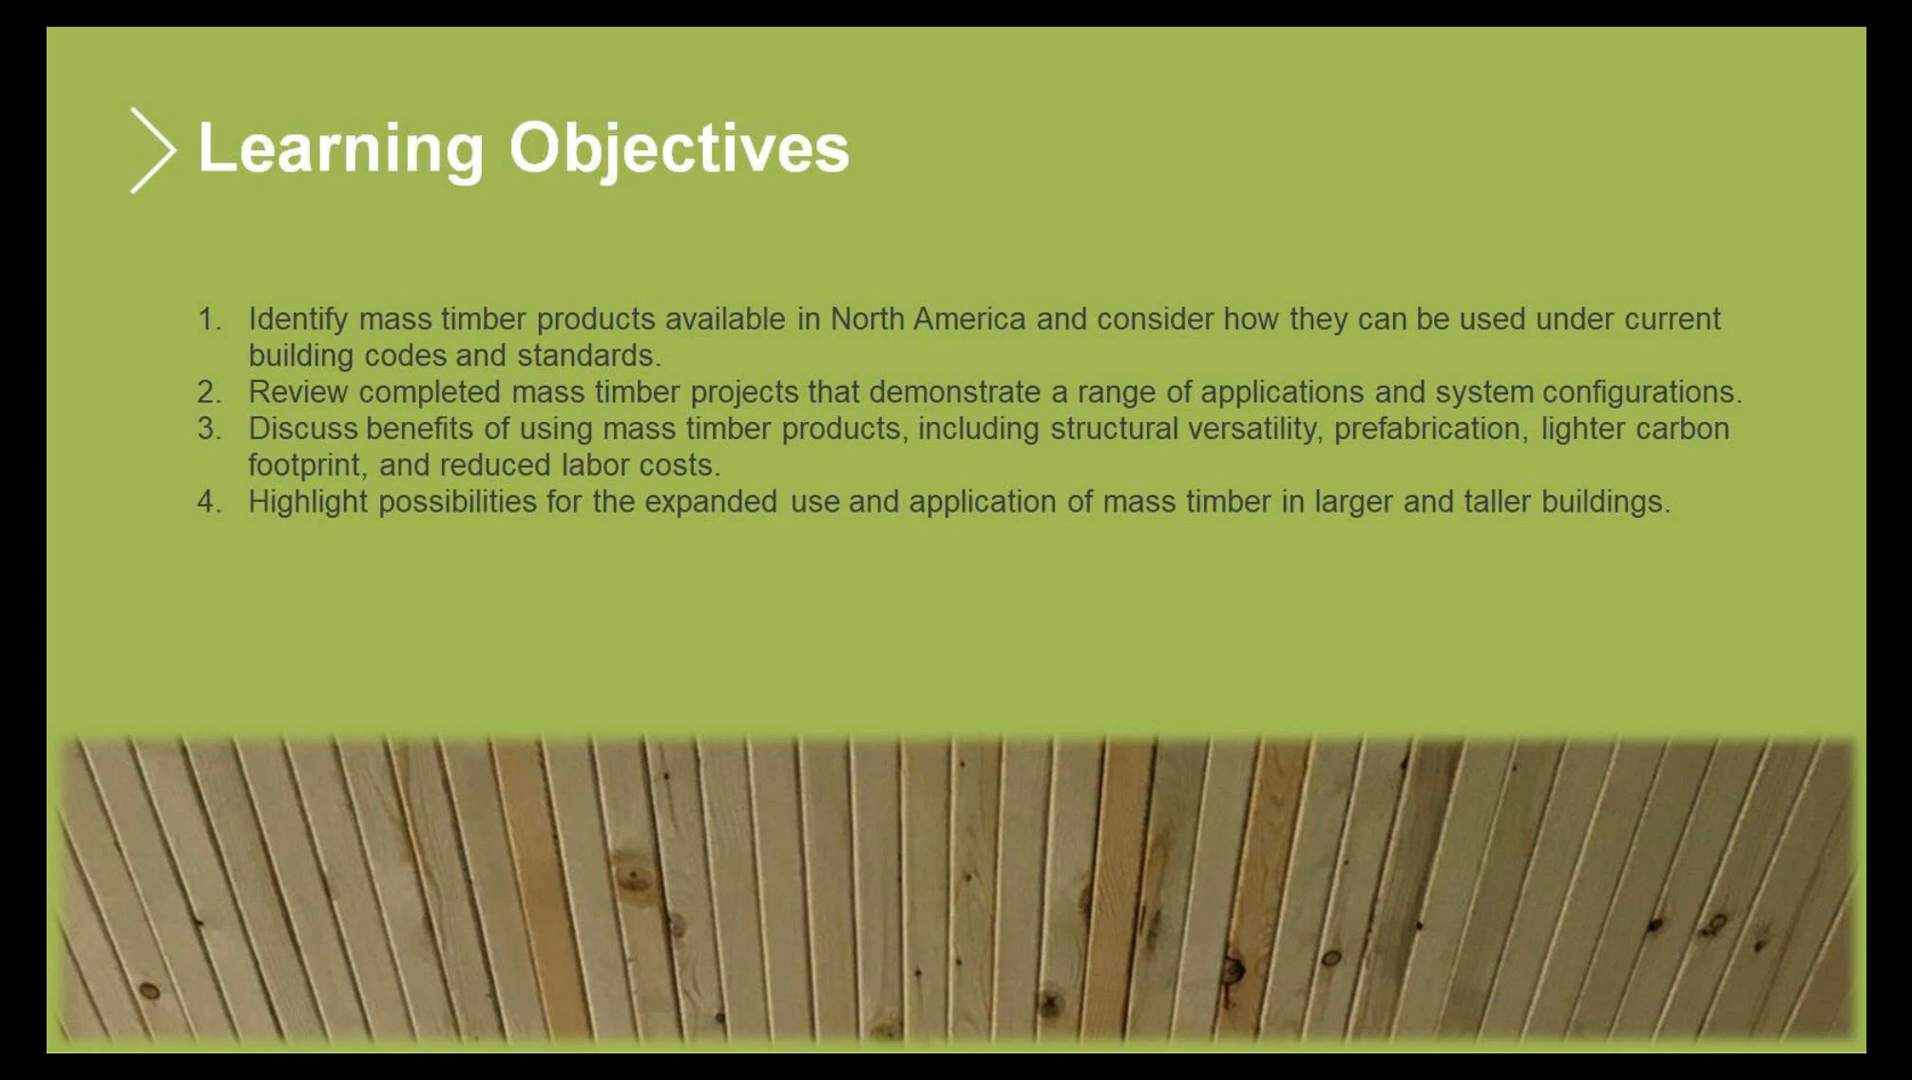 Learning Objectives
1. Identify mass timber products available in North America and consider how they can be used under current
building codes and standards.
2. Review completed mass timber projects that demonstrate a range of applications and system configurations.
3. Discuss benefits of using mass timber products, including structural versatility, prefabrication, lighter carbon
footprint, and reduced labor costs.
4. Highlight possibilities for the expanded use and application of mass timber in larger and taller buildings.